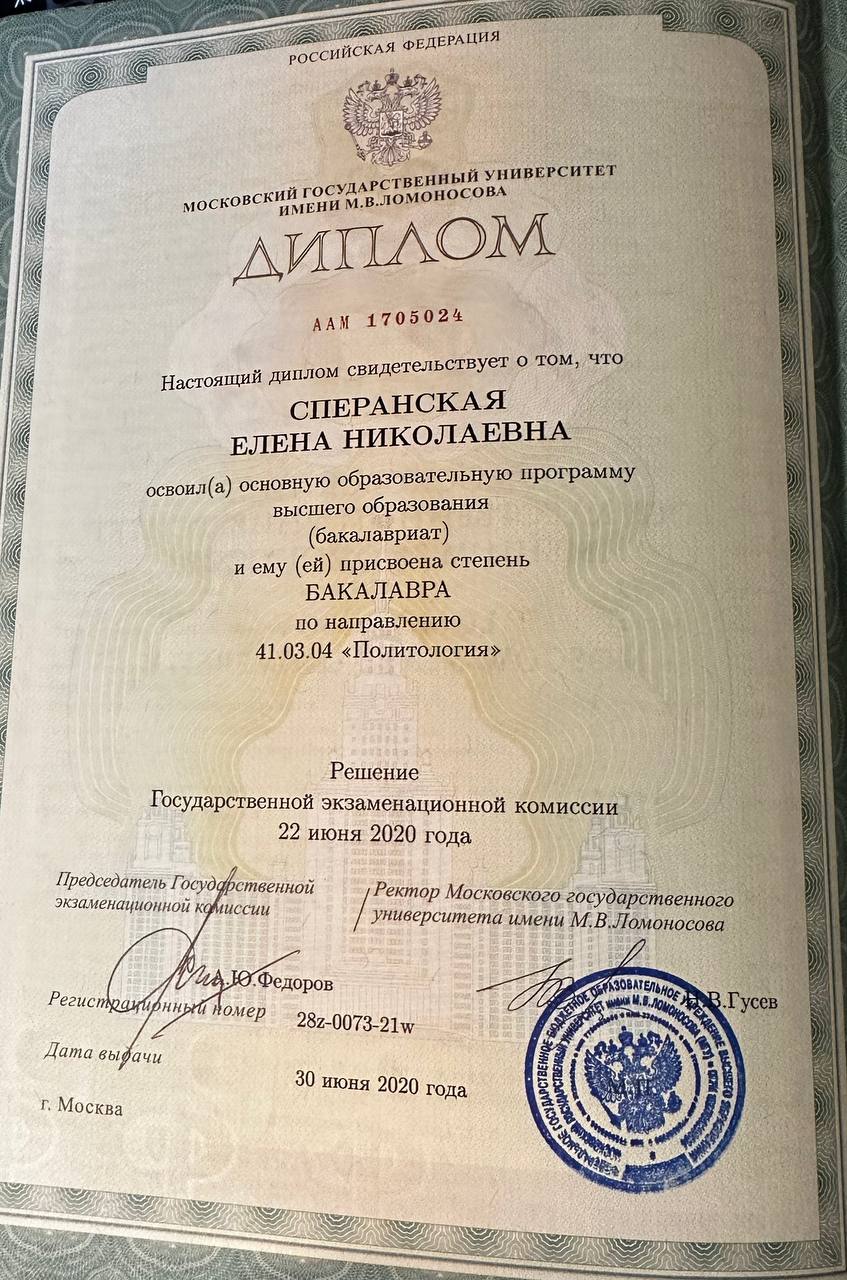 РОССИЙСКАЯ ФЕДЕРАЦИЯ
МОСКОВСКИЙ ГОСУДАРСТВЕННЫЙ УНИВЕРСИТЕТ
ИМЕНИ М.В.ЛОМОНОСОВА
ДИПЛОМ
ААМ 1705024
Настоящий диплом свидетельствует о том, что
СПЕРАНСКАЯ
ЕЛЕНА НИКОЛАЕВНА
освоил(а) основную образовательную программу
высшего образования
(бакалавриат)
и ему (ей) присвоена степень
БАКАЛАВРА
по направлению
41.03.04 «Политология»
Решение
Государственной экзаменационной комиссии
22 июня 2020 года
Председатель Государственной
экзаменационной комиссии
А.Ю.Федоров
Ректор Московского государственного
университета имени М.В.Ломоносова
Н.В.Гусев
Регистрационный номер
28z-0073-21w
Дата выдачи
30 июня 2020 года
г. Москва
М.П.